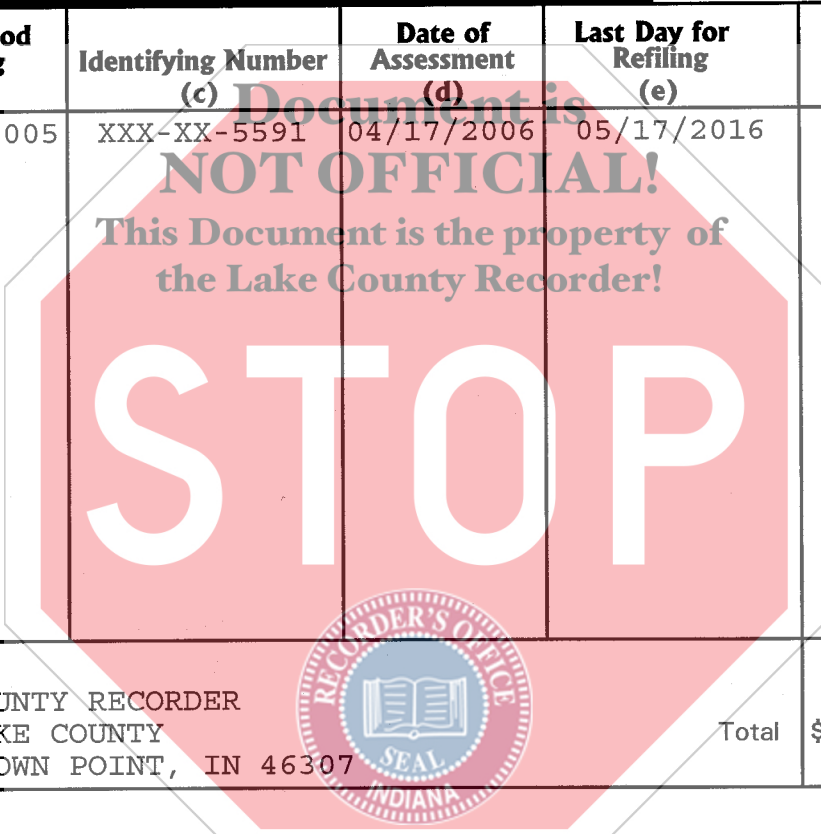 od Identifying Number Date of Assessment Last Day for Refiling
g (c) (d) (e)
Document is
005 XXX-XX-5591 04/17/2006 05/17/2016
NOT OFFICIAL!
This Document is the property of
the Lake County Recorder!
STOP
RECORDER'S OFFICE
SEAL
INDIANA
UNTY RECORDER
KE COUNTY Total $
OWN POINT, IN 46307